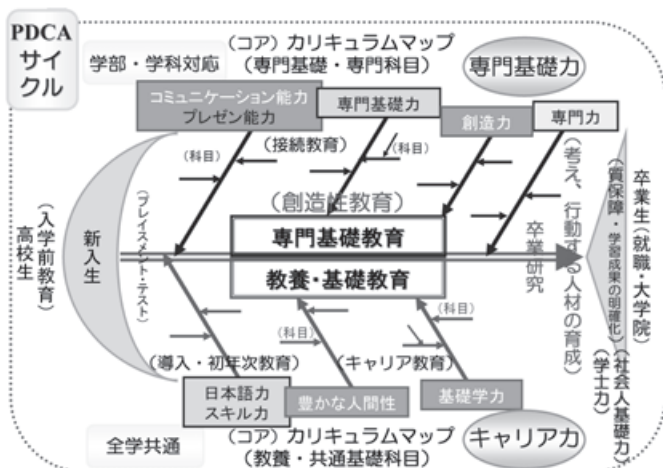 PDCA
サイ
クル
学部・学科対応
(コア) カリキュラムマップ
(専門基礎・専門科目)
専門基礎力
コミュニケーション能力
プレゼン能力
専門基礎力
創造力
専門力
(接続教育)
(科目)
(科目)
(創造性教育)
専門基礎教育
教養・基礎教育
高校生
(入学前教育)
新入生
(プレイスメント・テスト)
卒業研究
(考え、行動する人材の育成)
(質保障・学習成果の明確化)
卒業生(就職・大学院)
(学士力)
(社会人基礎力)
(科目)
(科目)
(導入・初年次教育)
(キャリア教育)
日本語力
スキル力
豊かな人間性
基礎学力
全学共通
(コア) カリキュラムマップ
(教養・共通基礎科目)
キャリア力